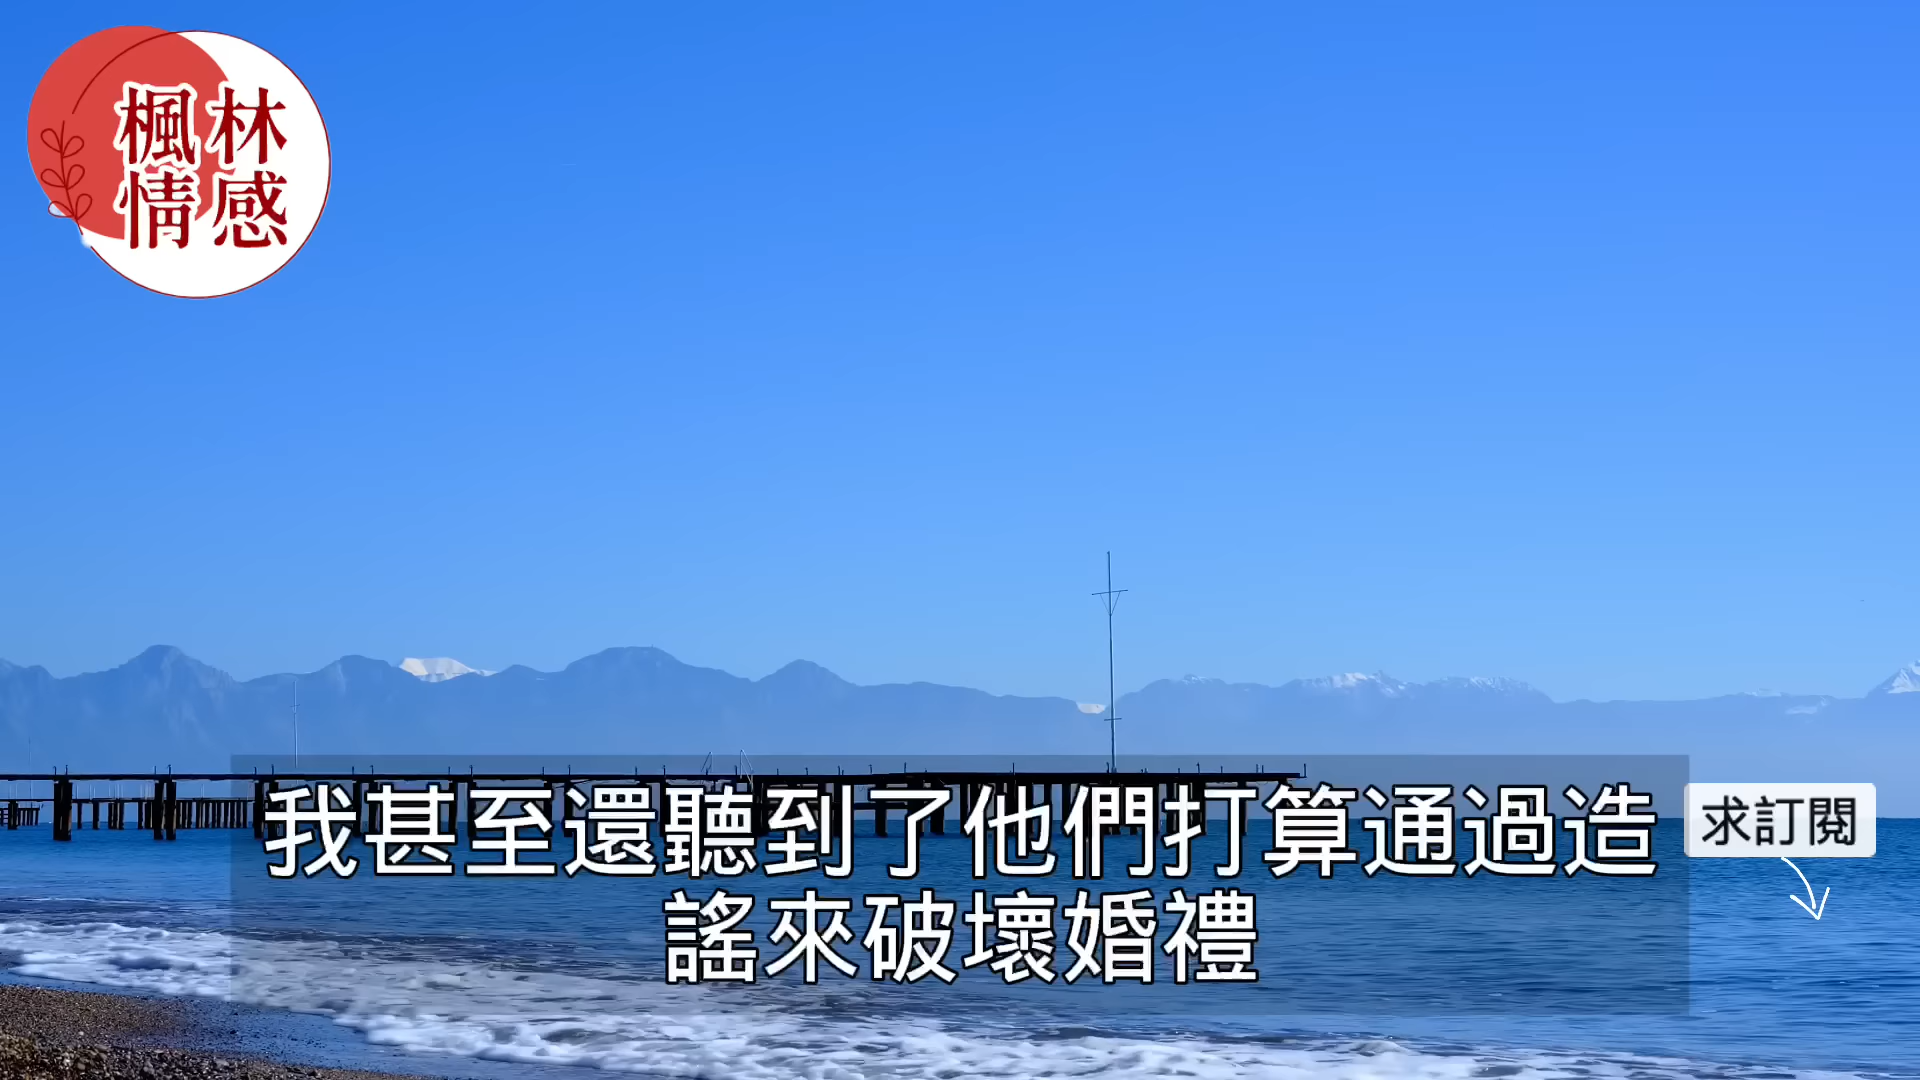 楓林
情感
我甚至還聽到了他們打算通過造
謠來破壞婚禮
求訂閱